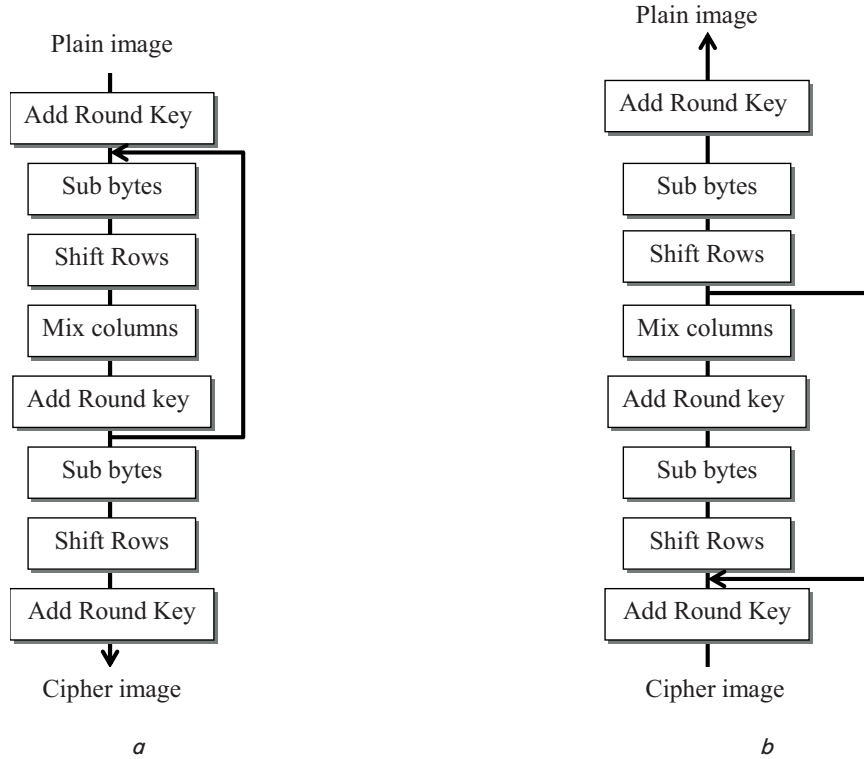 Plain image
Add Round Key
Sub bytes
Shift Rows
Mix columns
Add Round key
Sub bytes
Shift Rows
Add Round Key
Cipher image
a
Plain image
Add Round Key
Sub bytes
Shift Rows
Mix columns
Add Round key
Sub bytes
Shift Rows
Add Round Key
Cipher image
b